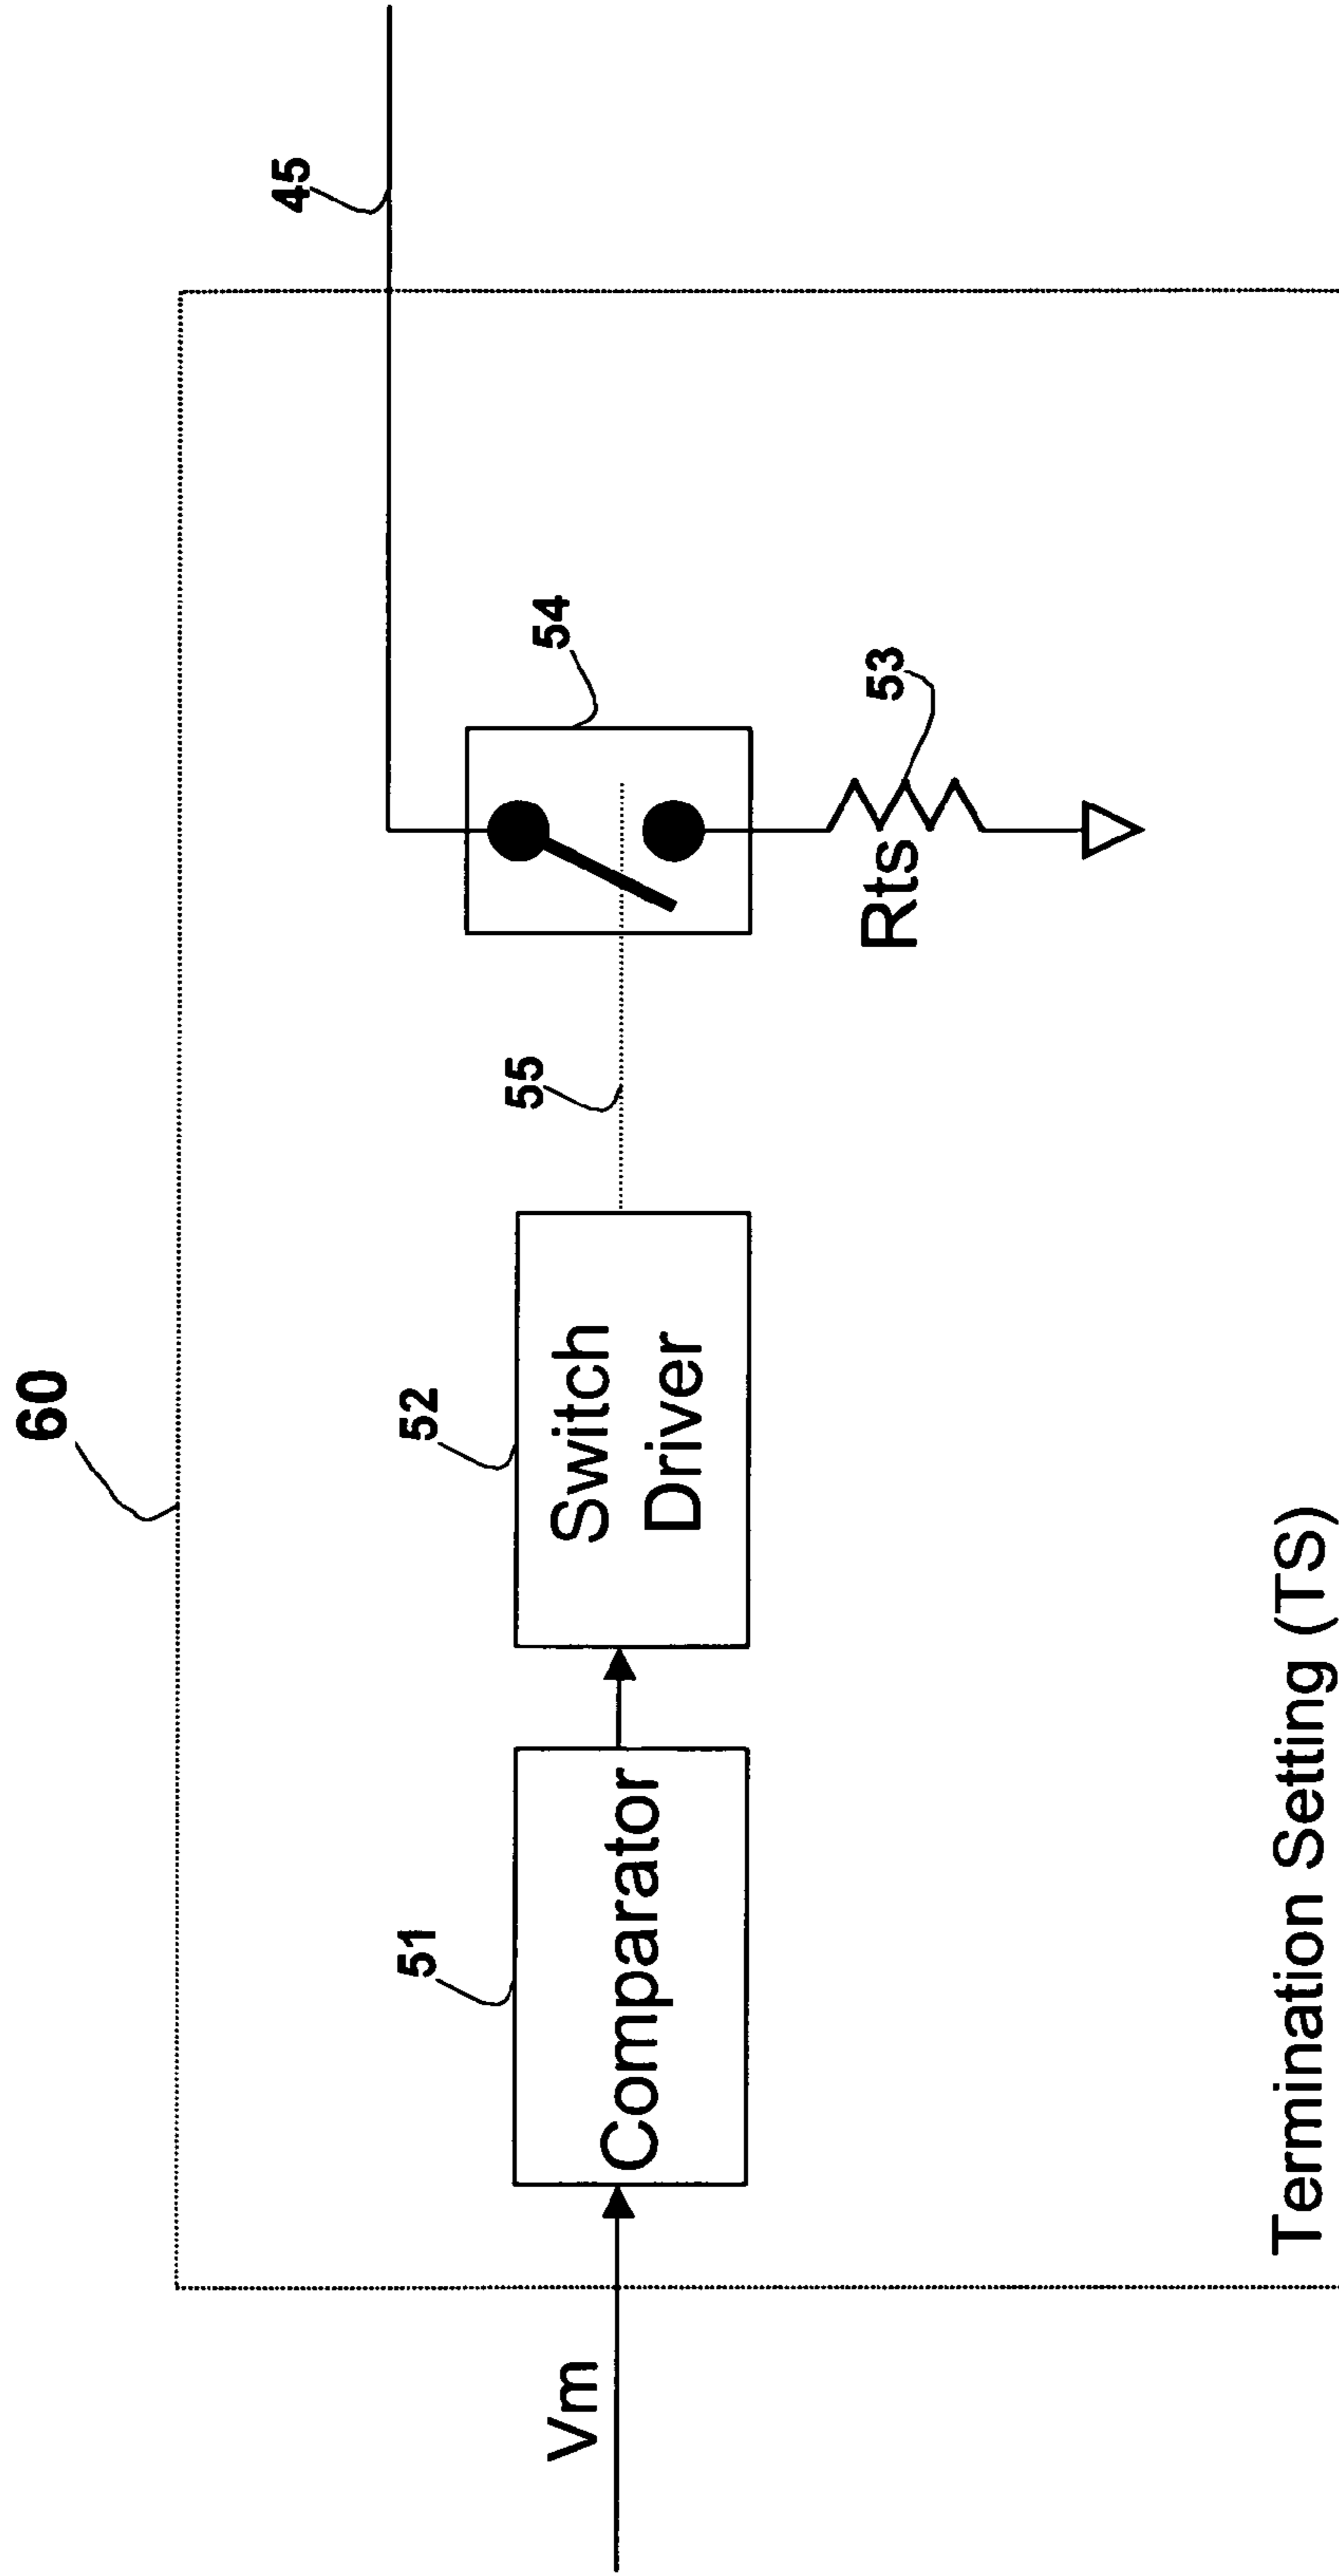 60
45
54
55
52
51
53
Vm
Comparator
Switch
Driver
Rts
Termination Setting (TS)